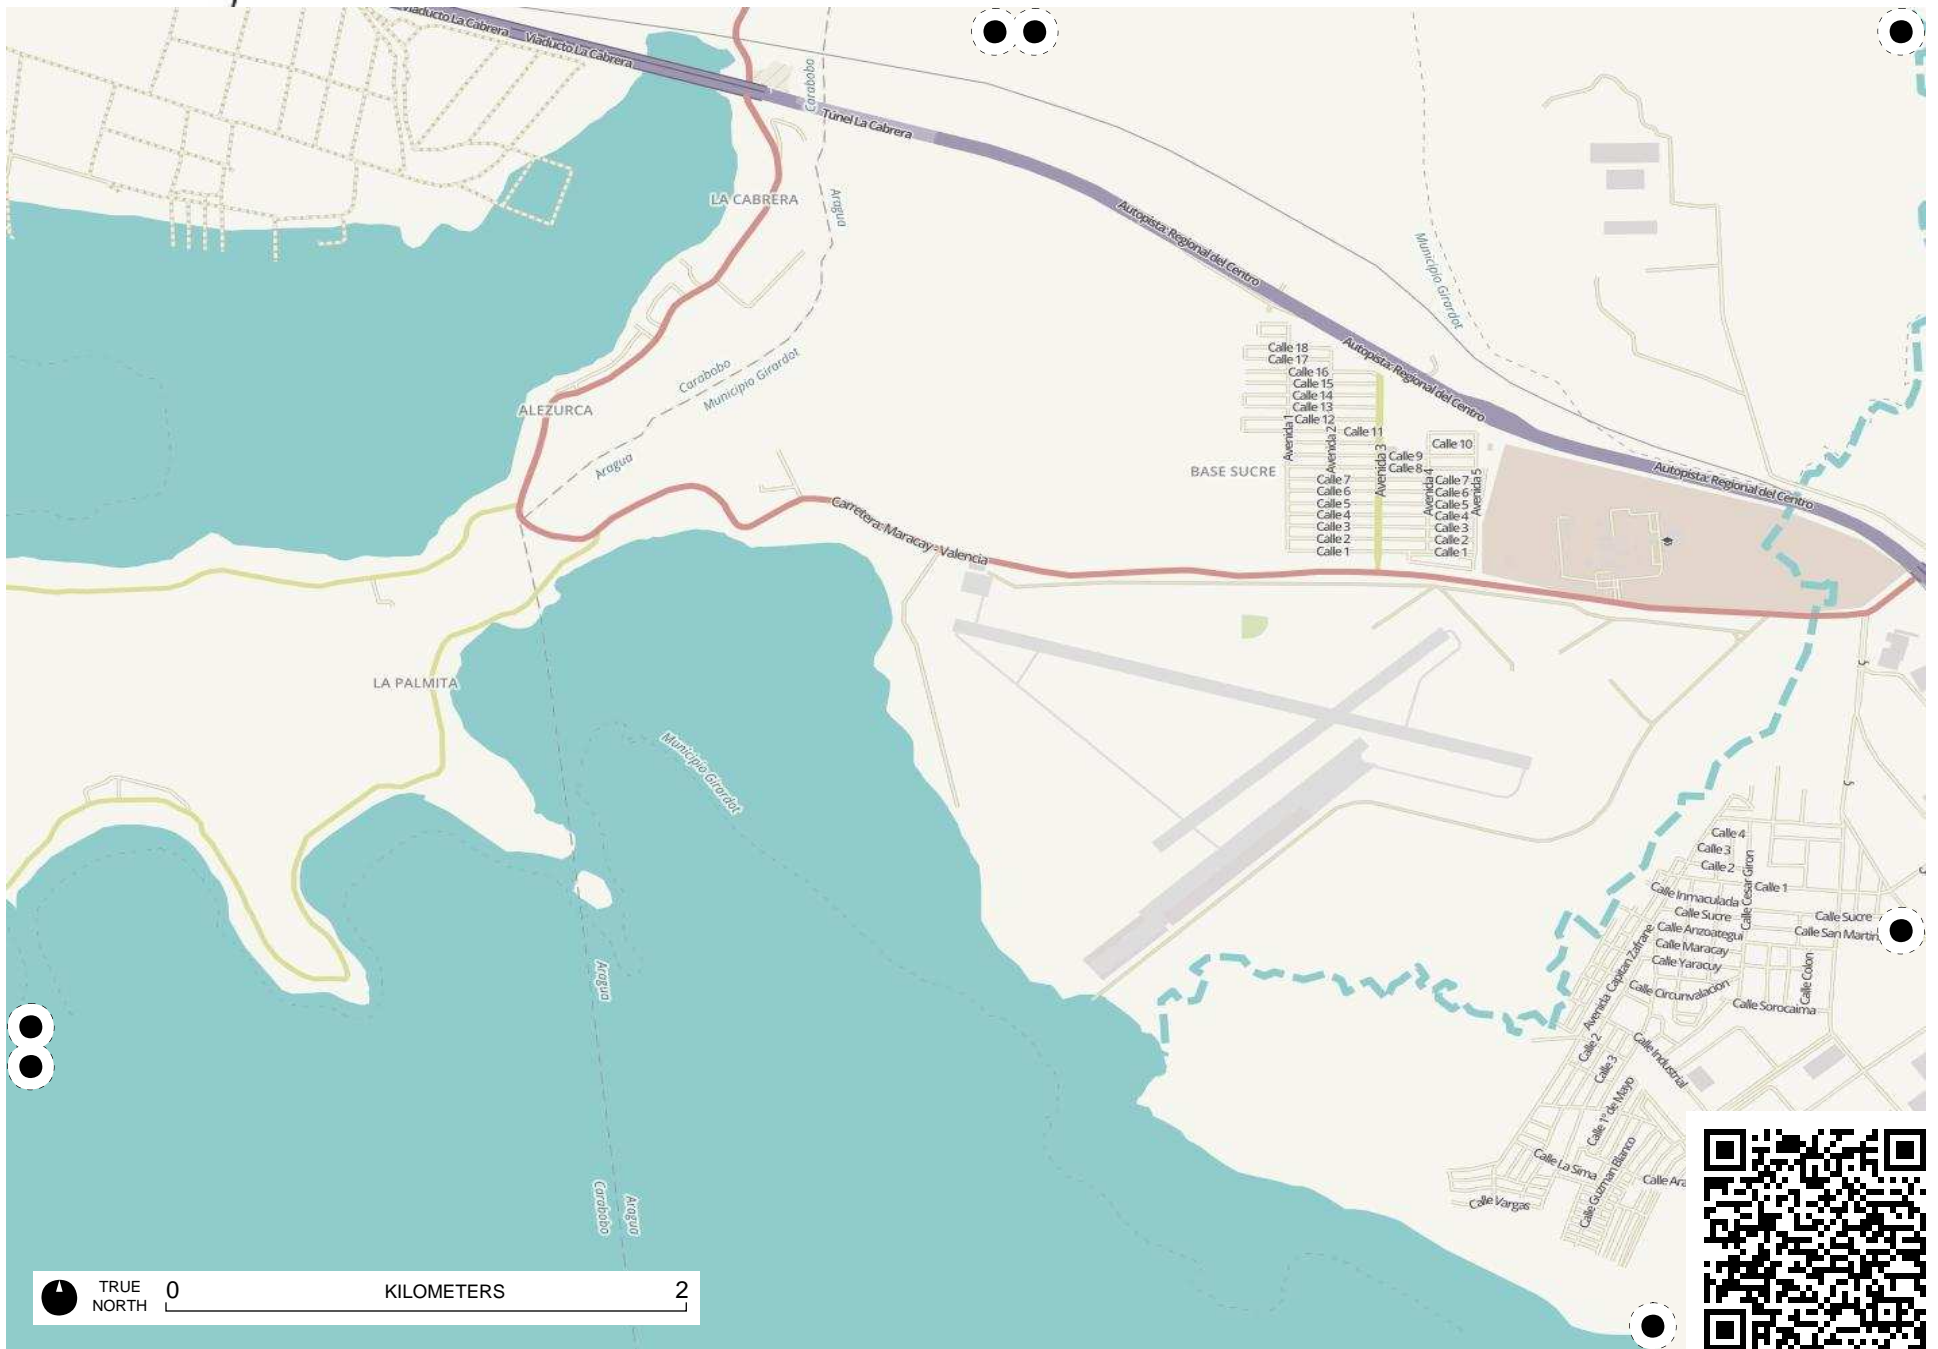 Viaducto La Cabrera
Viaducto La Cabrera
Carabobo
Túnel La Cabrera
LA CABRERA
Aragua
Autopista: Regional del Centro
Municipio Girardot
Autopista: Regional del Centro
Calle 18
Calle 17
Calle 16
Calle 15
Calle 14
Calle 13
Calle 12
Calle 11
Calle 10
Calle 9
Calle 8
Avenida 1
Avenida 2
Avenida 3
Avenida 4
Avenida 5
Carabobo
Municipio Girardot
ALEZURCA
Aragua
BASE SUCRE
Autopista: Regional del Centro
Calle 7
Calle 7
Calle 6
Calle 6
Calle 5
Calle 5
Calle 4
Calle 4
Calle 3
Calle 3
Calle 2
Calle 2
Calle 1
Calle 1
Carretera: Maracay - Valencia
LA PALMITA
Municipio Girardot
Calle 4
Calle 3
Calle 2
Calle 1
Calle Cesar Giron
Calle Inmaculada
Calle Sucre
Calle Sucre
Calle Anzoategui
Calle San Martin
Calle Maracay
Calle Yaracuy
Avenida Capitan Zafrane
Calle Circunvalacion
Calle Colon
Calle Sorocaima
Aragua
Calle 2
Calle 3
Calle Industrial
Calle 1º de Mayo
Calle La Sima
Calle Guzman Blanco
Calle Ara
Calle Vargas
Carabobo
Aragua
TRUE
NORTH
0 KILOMETERS 2